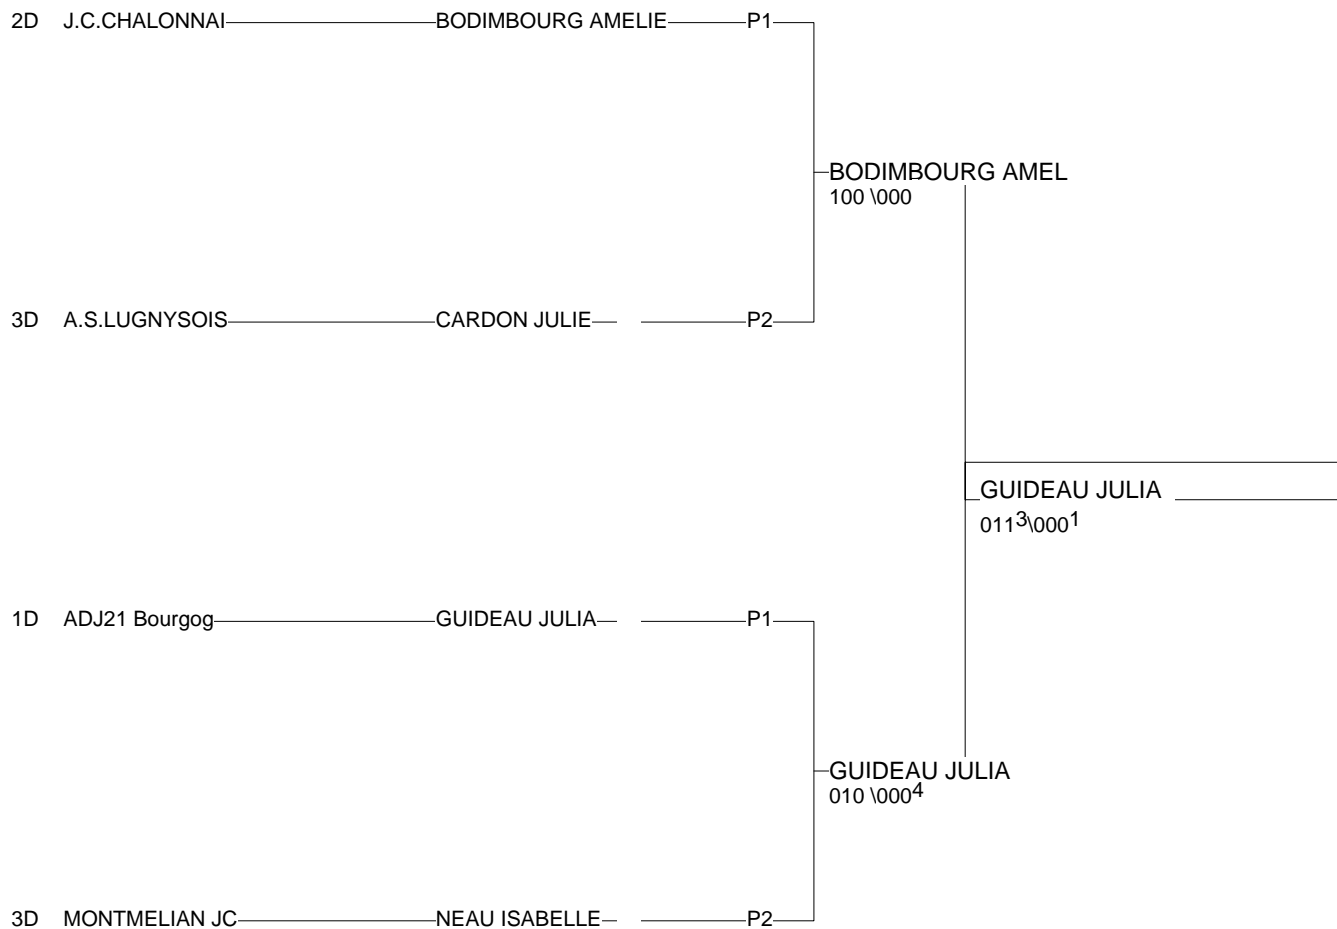 2D J.C.CHALONNAI BODIMBOURG AMELIE P1
BODIMBOURG AMEL
100 \000
3D A.S.LUGNYSOIS CARDON JULIE P2
GUIDEAU JULIA
011³\000¹
1D ADJ21 Bourgog GUIDEAU JULIA P1
GUIDEAU JULIA
010 \000⁴
3D MONTMELIAN JC NEAU ISABELLE P2